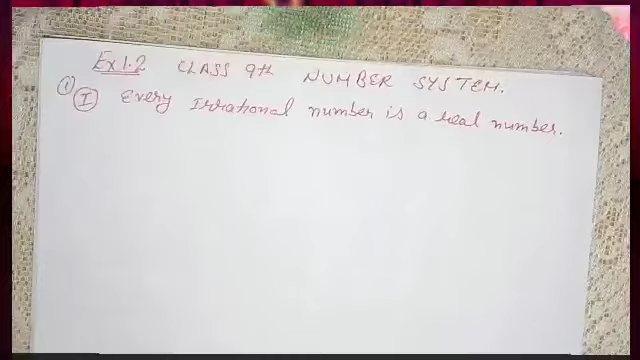 Ex 1.2 CLASS 9th NUMBER SYSTEM.
① Ⓘ Every Irrational number is a real number.